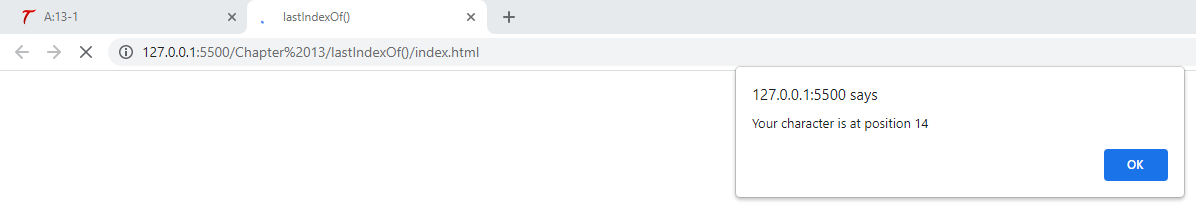 A:13-1
lastIndexOf()
127.0.0.1:5500/Chapter%2013/lastIndexOf()/index.html
127.0.0.1:5500 says
Your character is at position 14
OK